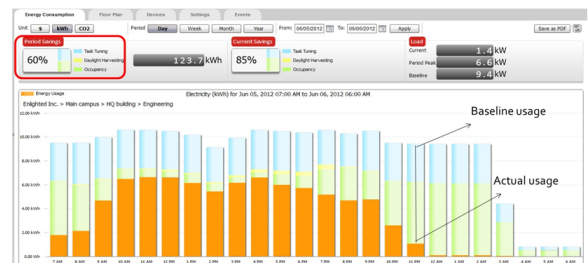 Energy Consumption Floor Plan Devices Settings Events
Unit $ kWh CO2 Period Day Week Month Year From: 06/05/2012 To: 06/06/2012 Apply Save as PDF
Period Savings
60%
Task Tuning
Daylight Harvesting
Occupancy
123.7 kWh
Current Savings
85%
Task Tuning
Daylight Harvesting
Occupancy
Load
Current 1.4 kW
Period Peak 6.6 kW
Baseline 9.4 kW
Energy Usage
Electricity (kWh) for Jun 05, 2012 07:00 AM to Jun 06, 2012 06:00 AM
Enlighted Inc. > Main campus > HQ building > Engineering
Baseline usage
Actual usage
12.00 kWh
10.00 kWh
8.00 kWh
6.00 kWh
4.00 kWh
2.00 kWh
0.00 kWh
7 AM 8 AM 9 AM 10 AM 11 AM 12 PM 1 PM 2 PM 3 PM 4 PM 5 PM 6 PM 7 PM 8 PM 9 PM 10 PM 11 PM 12 AM 1 AM 2 AM 3 AM 4 AM 5 AM 6 AM